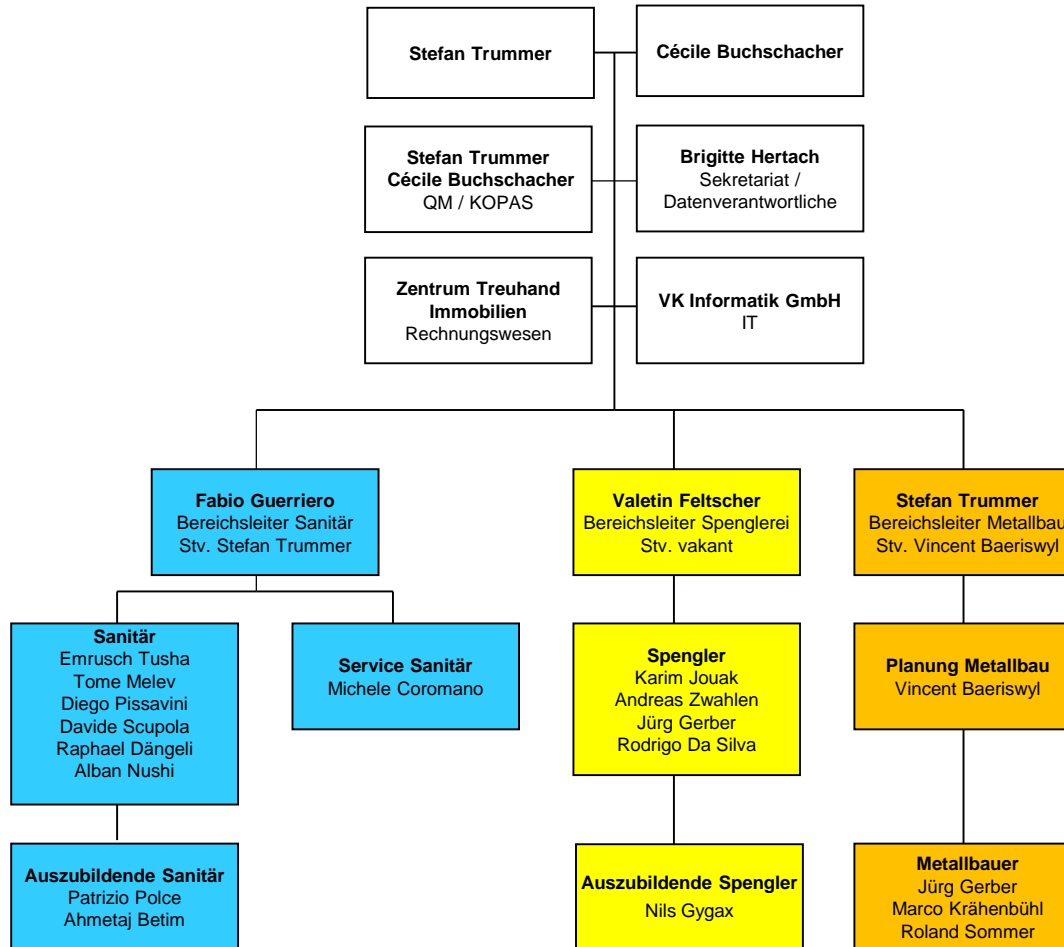 Stefan Trummer
Cécile Buchschacher
Stefan Trummer
Cécile Buchschacher
QM / KOPAS
Brigitte Hertach
Sekretariat /
Datenverantwortliche
Zentrum Treuhand
Immobilien
Rechnungswesen
VK Informatik GmbH
IT
Fabio Guerriero
Bereichsleiter Sanitär
Stv. Stefan Trummer
Valetin Feltscher
Bereichsleiter Spenglerei
Stv. vakant
Stefan Trummer
Bereichsleiter Metallbau
Stv. Vincent Baeriswyl
Sanitär
Emrusch Tusha
Tome Melev
Diego Pissavini
Davide Scupola
Raphael Dängeli
Alban Nushi
Service Sanitär
Michele Coromano
Spengler
Karim Jouak
Andreas Zwahlen
Jürg Gerber
Rodrigo Da Silva
Planung Metallbau
Vincent Baeriswyl
Auszubildende Sanitär
Patrizio Polce
Ahmetaj Betim
Auszubildende Spengler
Nils Gygax
Metallbauer
Jürg Gerber
Marco Krähenbühl
Roland Sommer